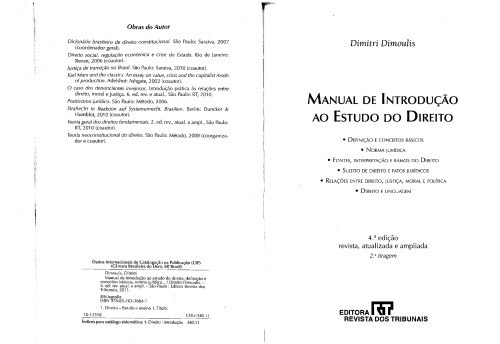 Obras do Autor
Dicionário brasileiro de direito constitucional. São Paulo: Saraiva, 2007
(coordenador geral).
Direito social, regulação econômica e crise do Estado. Rio de Janeiro:
Revan, 2006 (coautor).
Justiça de transição no Brasil. São Paulo: Saraiva, 2010 (coautor).
Karl Marx and the classics. An essay on value, crisis and the capitalist mode
of production. Aldershot: Ashgate, 2002 (coautor).
O caso dos denunciantes invejosos. Introdução prática às relações entre
direito, moral e justiça, 6. ed. rev. e atual., São Paulo: RT, 2010.
Positivismo jurídico. São Paulo: Método, 2006.
Strafrecht in Reaktion auf Systemunrecht. Brasilien. Berlin: Duncker &
Humblot, 2010 (coautor).
Teoria geral dos direitos fundamentais. 2. ed. rev., atual. e ampl., São Paulo:
RT, 2010 (coautor).
Teoria neoconstitucional do direito. São Paulo: Método, 2008 (organiza-
dor e coautor).
Dados Internacionais de Catalogação na Publicação (CIP)
(Câmara Brasileira do Livro, SP, Brasil)
Dimoulis, Dimitri
Manual de introdução ao estudo do direito: definição e
conceitos básicos, norma jurídica... / Dimitri Dimoulis. –
4. ed. rev. atual. e ampl. – São Paulo : Editora Revista dos
Tribunais, 2011.
Bibliografia.
ISBN 978-85-203-
1. Direito - Estudo e ensino I. Título.
CDU-340.11
Índices para catálogo sistemático: 1. Direito : Introdução 340.11
Dimitri Dimoulis
MANUAL DE INTRODUÇÃO
AO ESTUDO DO DIREITO
• DEFINIÇÃO E CONCEITOS BÁSICOS
• NORMA JURÍDICA
• FONTES, INTERPRETAÇÃO E RAMOS DO DIREITO
• SUJEITO DE DIREITO E FATOS JURÍDICOS
• RELAÇÕES ENTRE DIREITO, JUSTIÇA, MORAL E POLÍTICA
• DIREITO E LINGUAGEM
4.ª edição
revista, atualizada e ampliada
2.ª tiragem
EDITORA RT
REVISTA DOS TRIBUNAIS